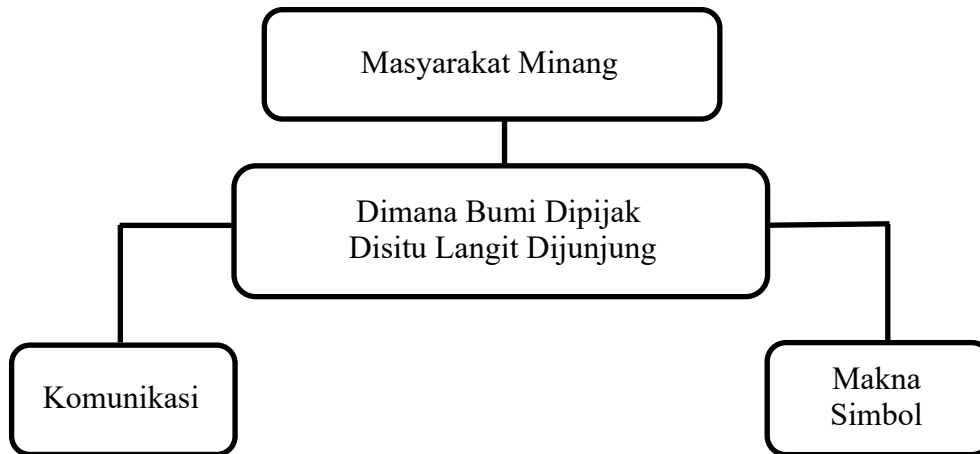 Masyarakat Minang
Dimana Bumi Dipijak
Disitu Langit Dijunjung
Komunikasi
Makna
Simbol